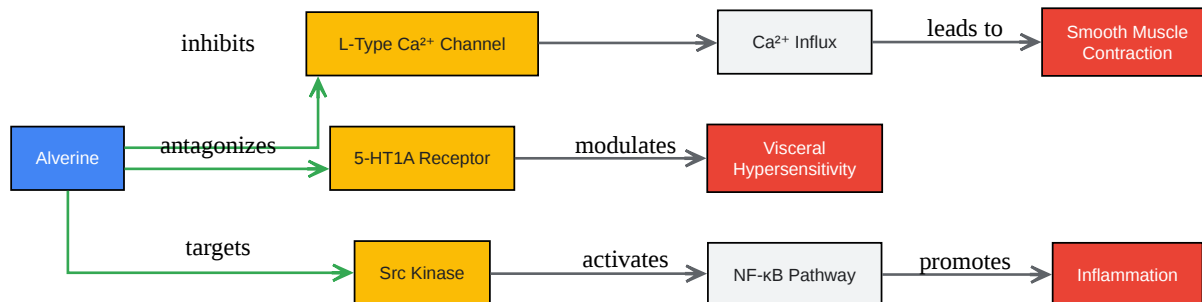 inhibits
L-Type Ca²⁺ Channel
Ca²⁺ Influx
leads to
Smooth Muscle
Contraction
Alverine
antagonizes
5-HT1A Receptor
modulates
Visceral
Hypersensitivity
targets
Src Kinase
activates
NF-κB Pathway
promotes
Inflammation